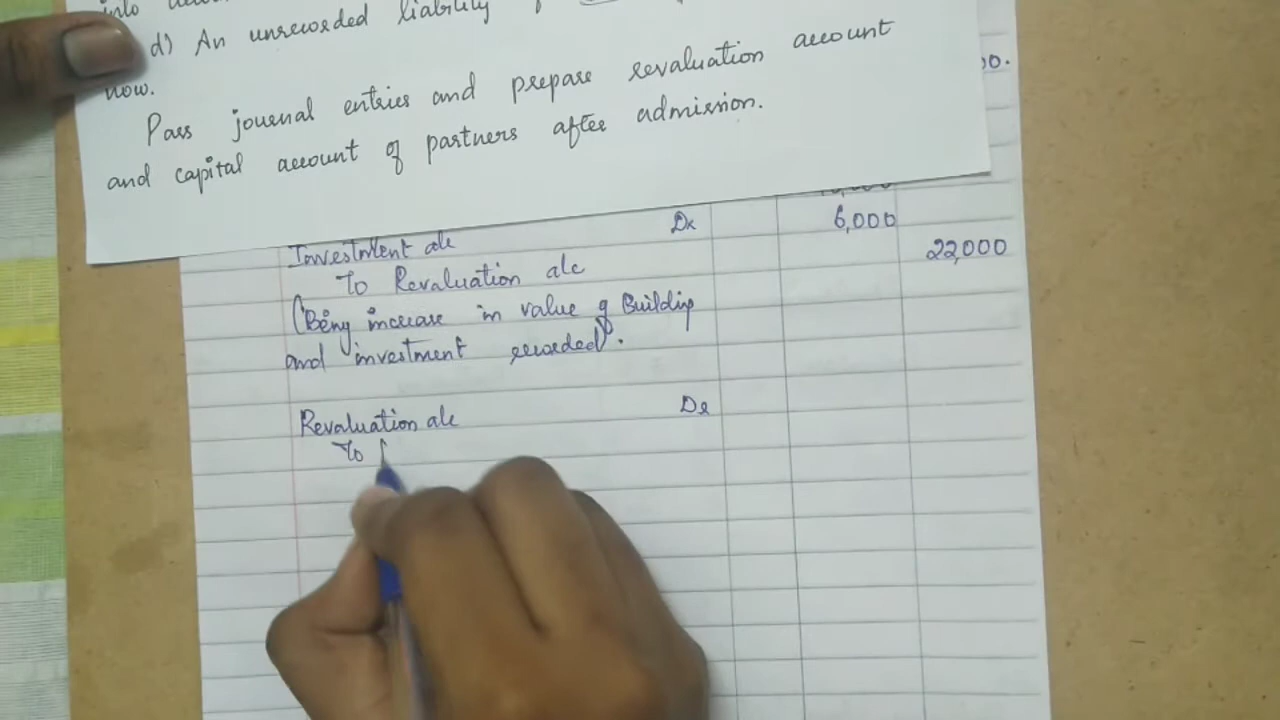 into
d) An unrecorded liability
now.
Pass journal entries and prepare revaluation account
and capital account of partners after admission.
00.
Investment a/c Dr 6,000
To Revaluation a/c 22,000
(Being increase in value of Building
and investment recorded).
Revaluation a/c Dr
To